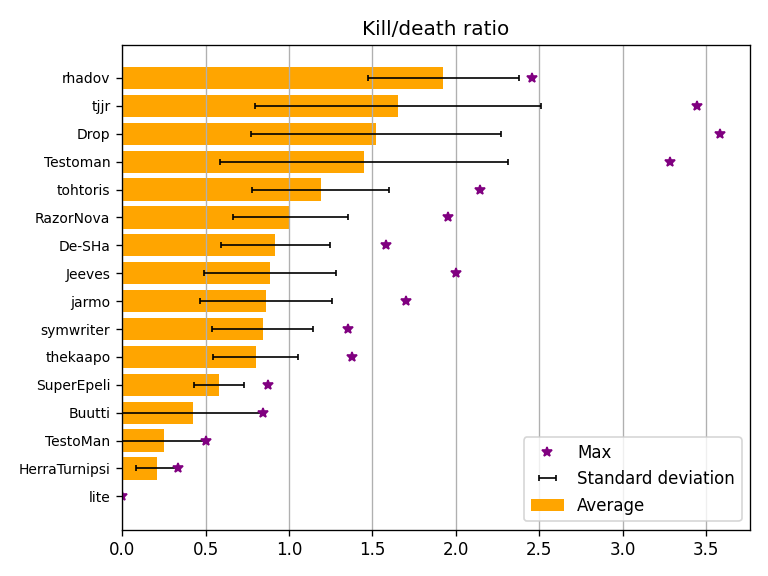 Kill/death ratio
rhadov
tjjr
Drop
Testoman
tohtoris
RazorNova
De-SHa
Jeeves
jarmo
symwriter
thekaapo
SuperEpeli
Buutti
TestoMan
HerraTurnipsi
lite
Max
Standard deviation
Average
0.0 0.5 1.0 1.5 2.0 2.5 3.0 3.5